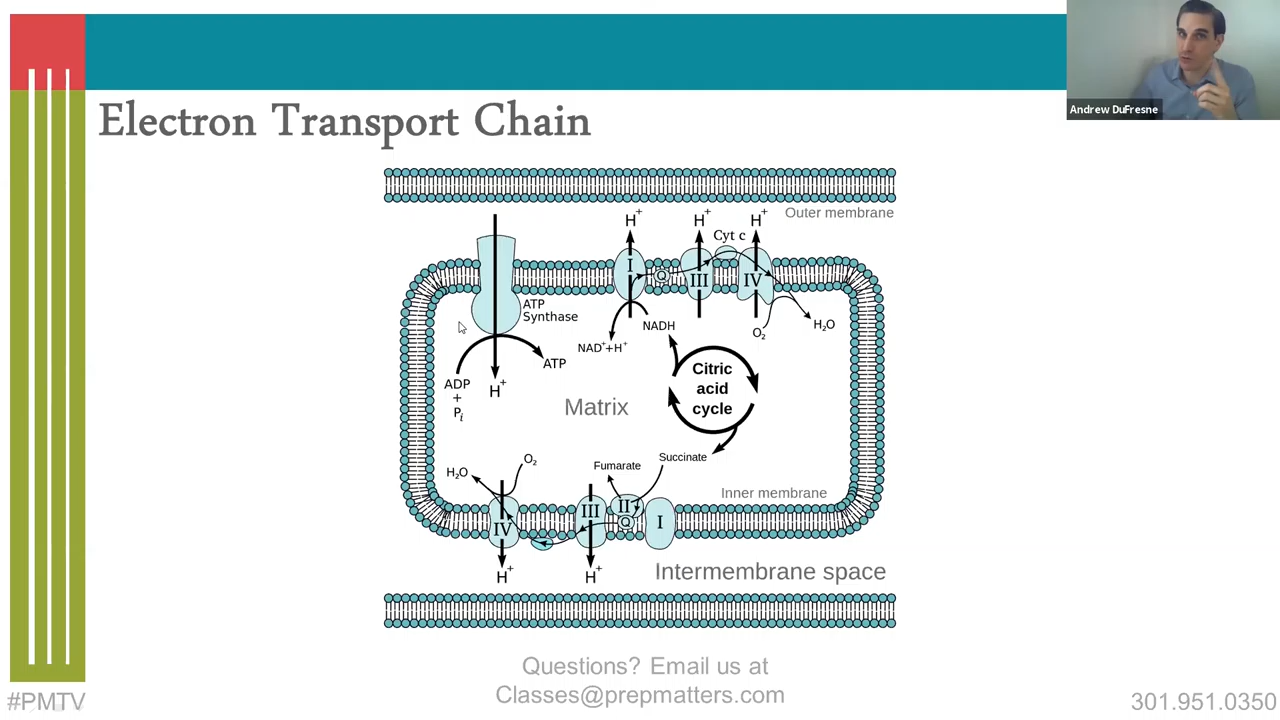 Andrew DuFresne
Electron Transport Chain
Outer membrane
H+
H+
H+
Cyt c
I
Q
III
IV
ATP
Synthase
NADH
O2
H2O
NAD++H+
ATP
ADP
+
Pi
H+
Citric
acid
cycle
Matrix
H2O
O2
Fumarate
Succinate
Inner membrane
IV
III
II
Q
I
H+
H+
Intermembrane space
Questions? Email us at
Classes@prepmatters.com
#PMTV
301.951.0350